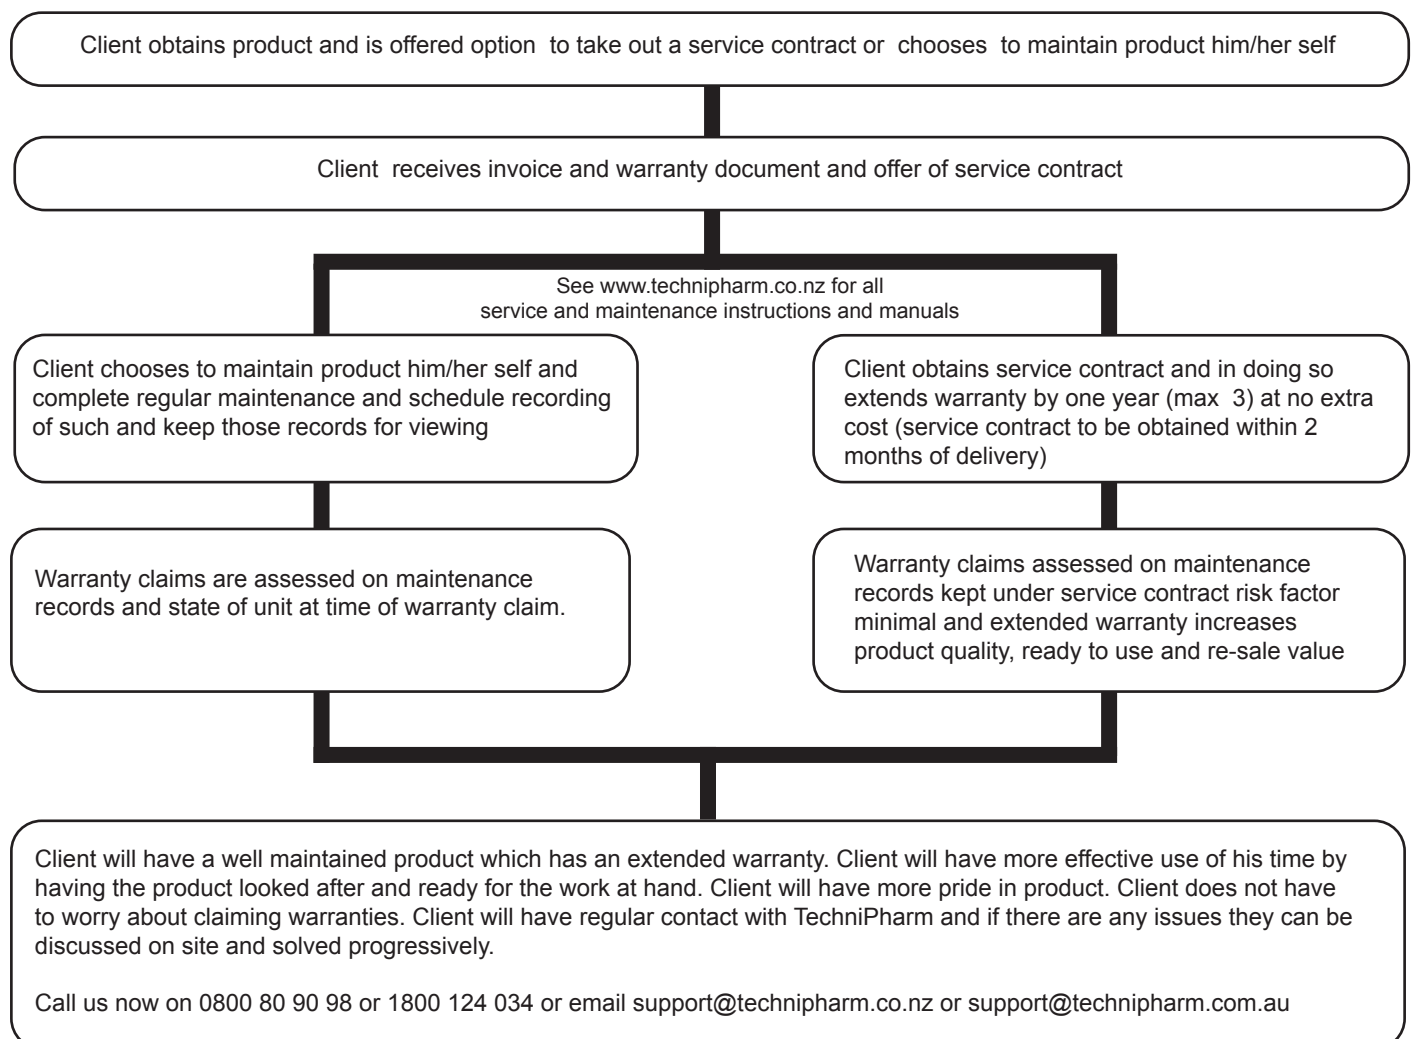 Client obtains product and is offered option  to take out a service contract or  chooses  to maintain product him/her self
Client  receives invoice and warranty document and offer of service contract
See www.technipharm.co.nz for all
service and maintenance instructions and manuals
Client chooses to maintain product him/her self and
complete regular maintenance and schedule recording
of such and keep those records for viewing
Client obtains service contract and in doing so
extends warranty by one year (max  3) at no extra
cost (service contract to be obtained within 2
months of delivery)
Warranty claims are assessed on maintenance
records and state of unit at time of warranty claim.
Warranty claims assessed on maintenance
records kept under service contract risk factor
minimal and extended warranty increases
product quality, ready to use and re-sale value
Client will have a well maintained product which has an extended warranty. Client will have more effective use of his time by
having the product looked after and ready for the work at hand. Client will have more pride in product. Client does not have
to worry about claiming warranties. Client will have regular contact with TechniPharm and if there are any issues they can be
discussed on site and solved progressively.
Call us now on 0800 80 90 98 or 1800 124 034 or email support@technipharm.co.nz or support@technipharm.com.au